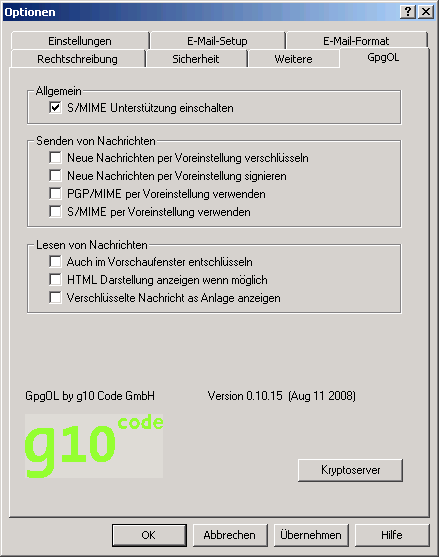 Optionen
Einstellungen
E-Mail-Setup
E-Mail-Format
Rechtschreibung
Sicherheit
Weitere
GpgOL
Allgemein
S/MIME Unterstützung einschalten
Senden von Nachrichten
Neue Nachrichten per Voreinstellung verschlüsseln
Neue Nachrichten per Voreinstellung signieren
PGP/MIME per Voreinstellung verwenden
S/MIME per Voreinstellung verwenden
Lesen von Nachrichten
Auch im Vorschaufenster entschlüsseln
HTML Darstellung anzeigen wenn möglich
Verschlüsselte Nachricht as Anlage anzeigen
GpgOL by g10 Code GmbH
Version 0.10.15 (Aug 11 2008)
g10 code
Kryptoserver
OK
Abbrechen
Übernehmen
Hilfe